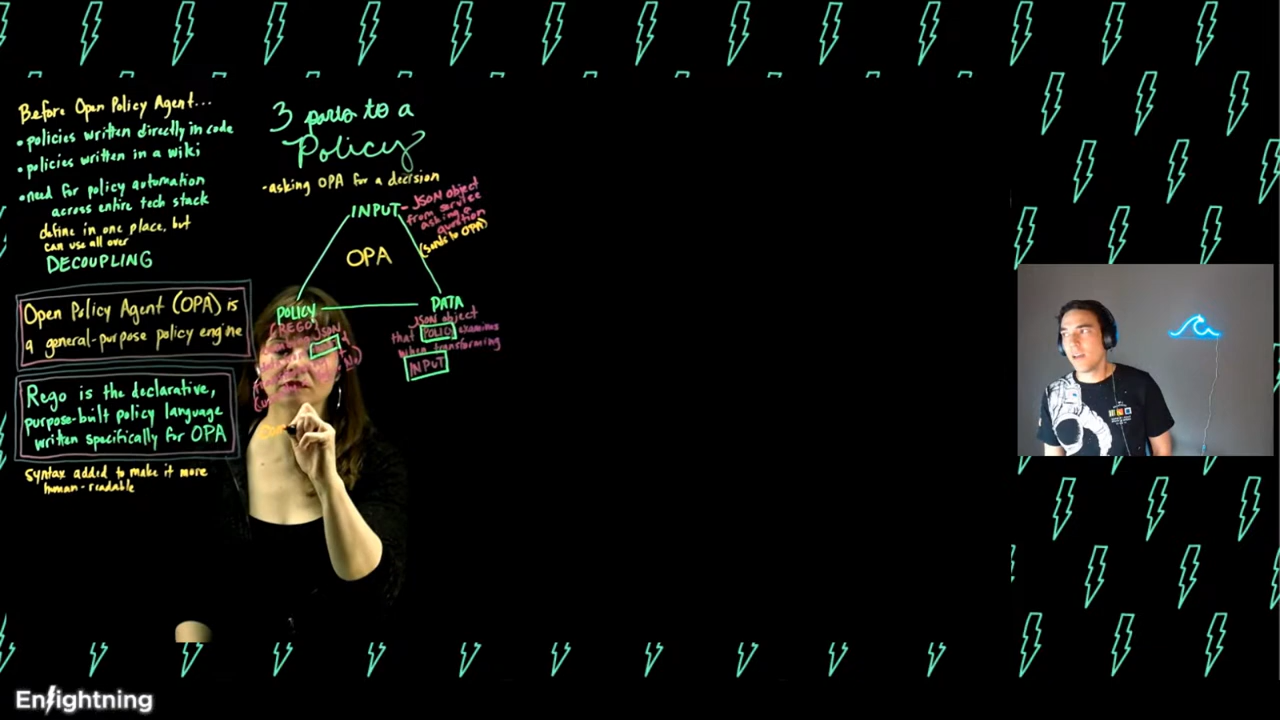 Before Open Policy Agent...
• policies written directly in code
• policies written in a wiki
• need for policy automation
across entire tech stack
define in one place, but
can use all over
DECOUPLING
Open Policy Agent (OPA) is
a general-purpose policy engine
Rego is the declarative,
purpose-built policy language
written specifically for OPA
Syntax added to make it more
human-readable
3 parts to a
Policy
- asking OPA for a decision
INPUT - JSON object
from service
asking a
question
(sends to OPA)
OPA
POLICY
(REGO)
JSON
DATA
JSON object
that POLICY examines
when transforming
INPUT
Enlightning